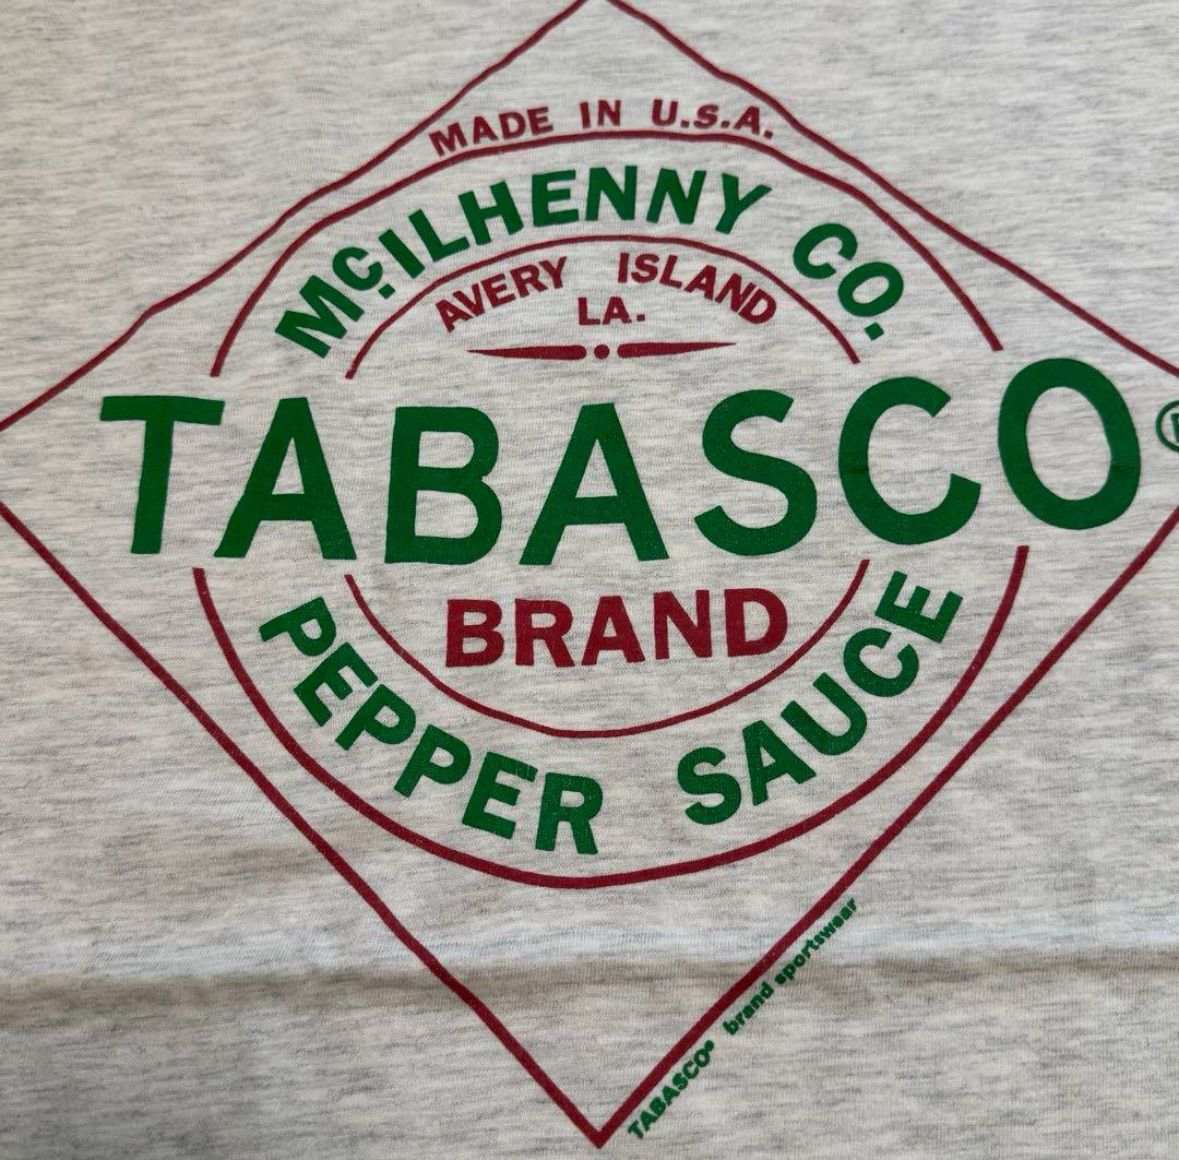 MADE IN U.S.A.
McILHENNY CO.
AVERY ISLAND
LA.
TABASCO®
BRAND
PEPPER SAUCE
TABASCO® brand sportswear